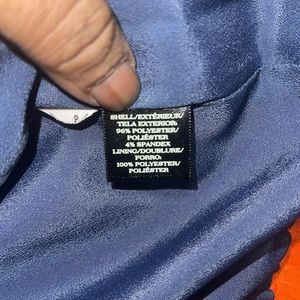 SHELL/EXTÉRIEUR/
TELA EXTERIOR:
96% POLYESTER/
POLIÉSTER
4% SPANDEX
LINING/DOUBLURE/
FORRO:
100% POLYESTER/
POLIÉSTER